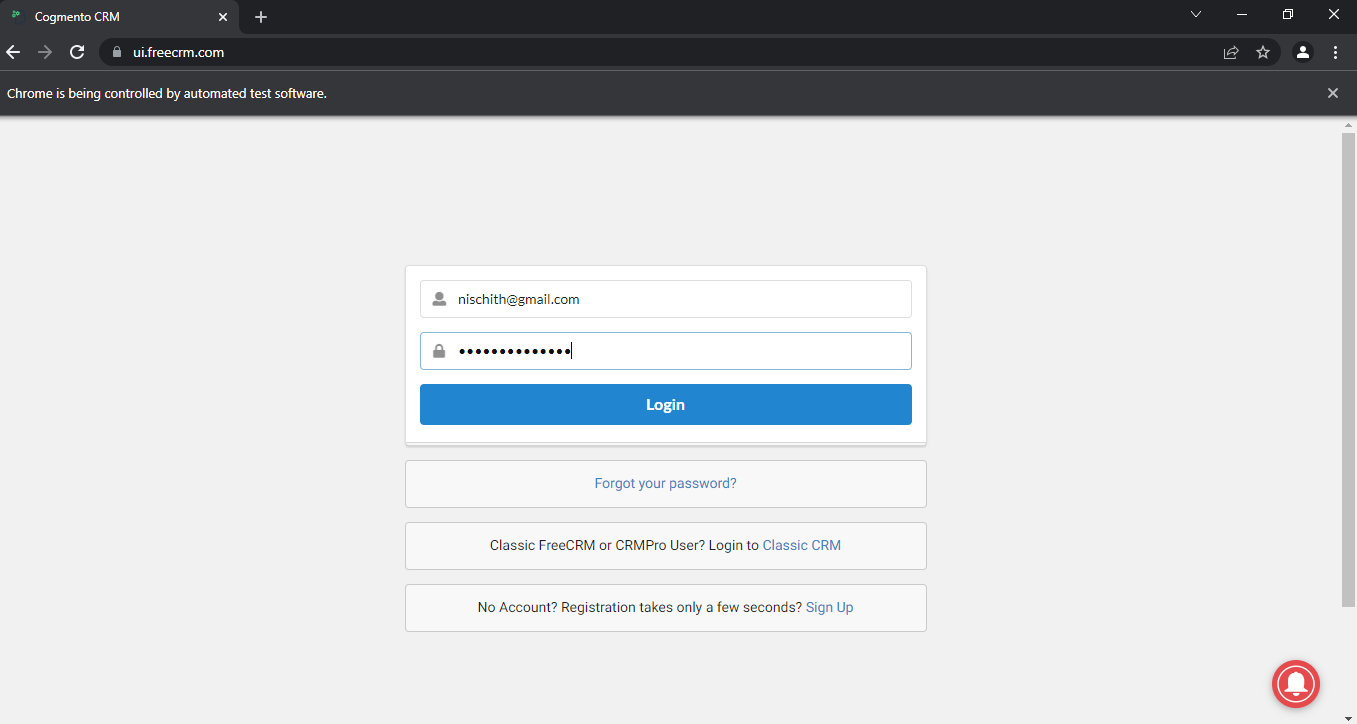 Cogmento CRM
ui.freecrm.com
Chrome is being controlled by automated test software.
nischith@gmail.com
••••••••••••••
Login
Forgot your password?
Classic FreeCRM or CRMPro User? Login to Classic CRM
No Account? Registration takes only a few seconds? Sign Up